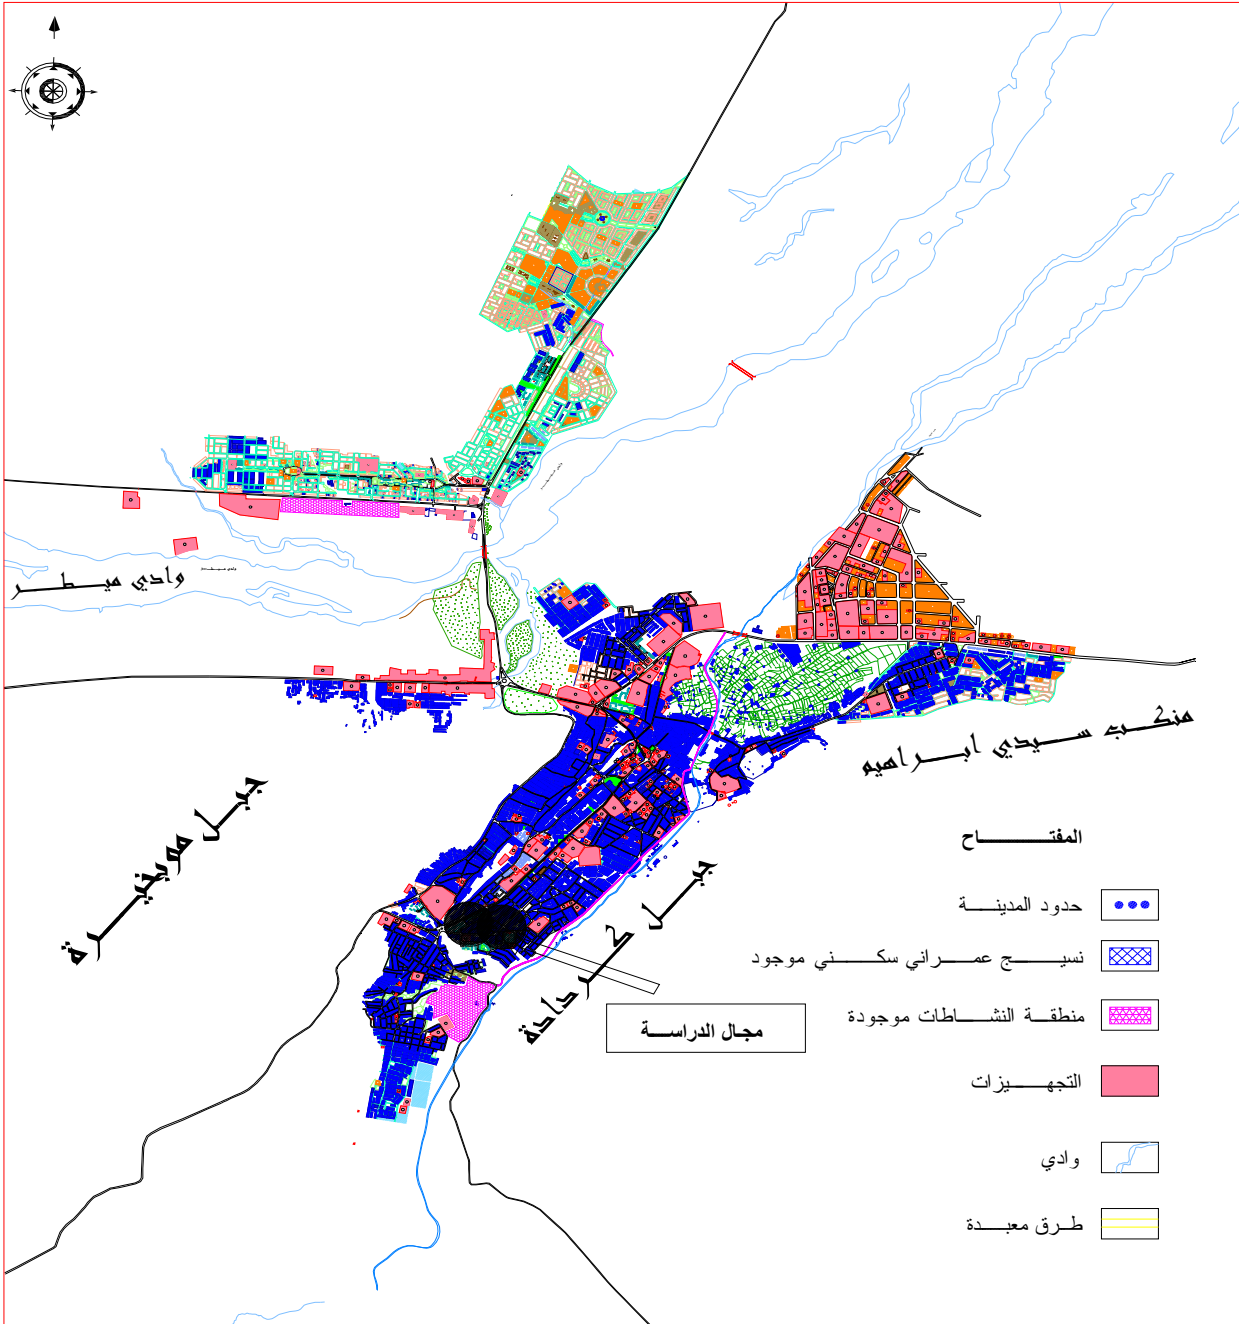 وادي ميطر
منكب سيدي ابراهيم
جبل مويخيرة
جبل كردادة
مجال الدراسة
المفتاح
حدود المدينة
نسيج عمراني سكني موجود
منطقة النشاطات موجودة
التجهيزات
وادي
طرق معبدة